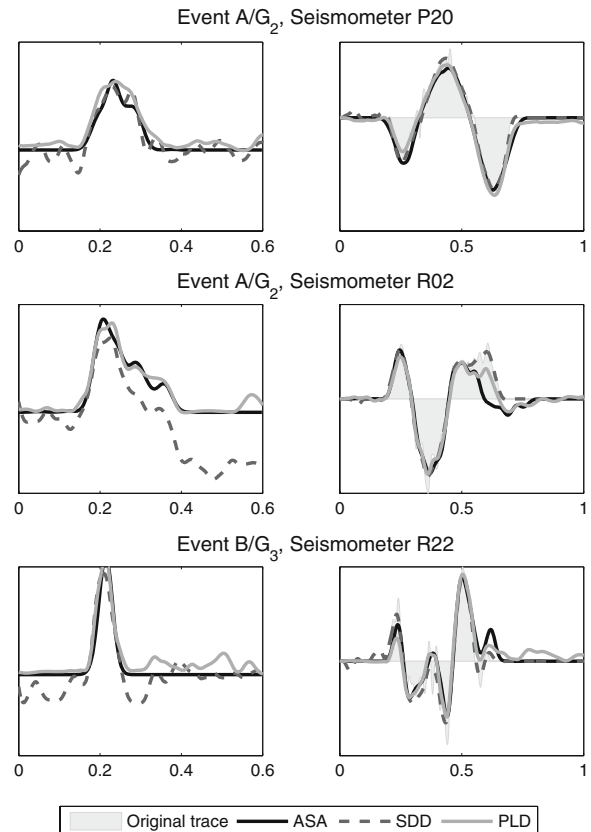 Event A/G2, Seismometer P20
0 0.2 0.4 0.6 0 0.5 1
Event A/G2, Seismometer R02
0 0.2 0.4 0.6 0 0.5 1
Event B/G3, Seismometer R22
0 0.2 0.4 0.6 0 0.5 1
Original trace ASA SDD PLD